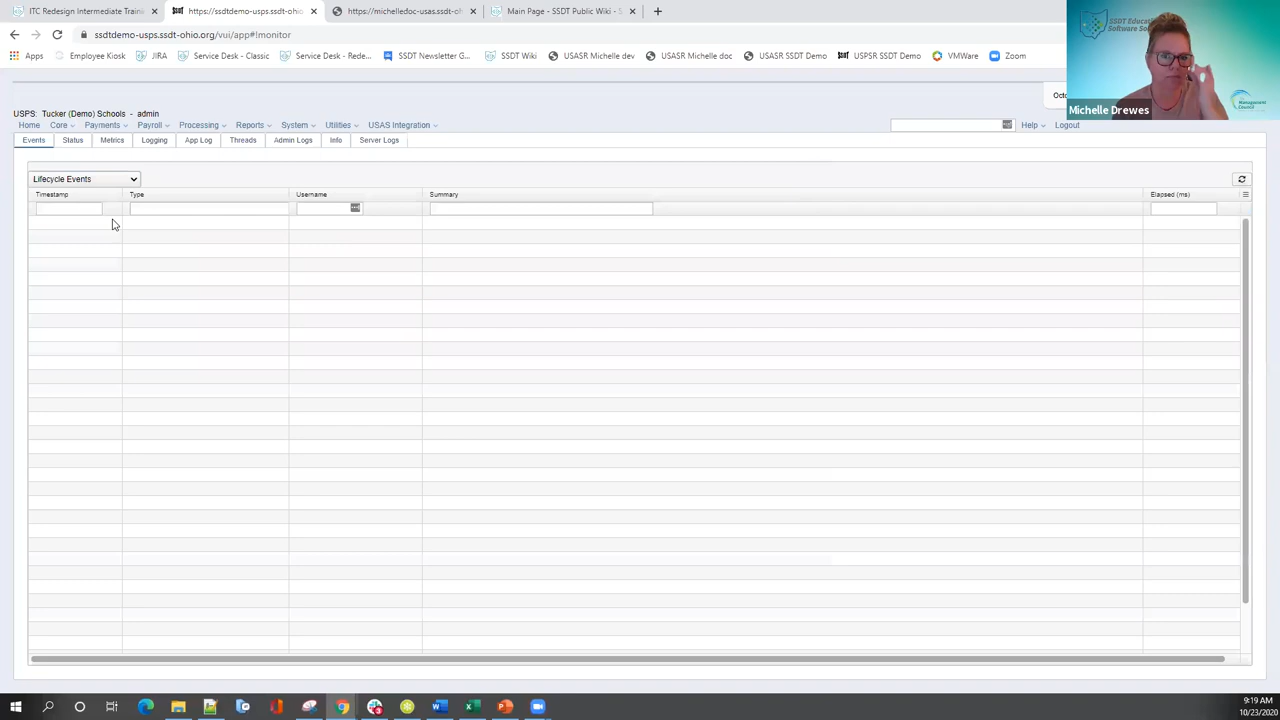 ITC Redesign Intermediate Traini
https://ssdtdemo-usps.ssdt-ohio
https://michelledoc-usas.ssdt-oh
Main Page - SSDT Public Wiki - S
ssdtdemo-usps.ssdt-ohio.org/vui/app#!monitor
Apps
Employee Kiosk
JIRA
Service Desk - Classic
Service Desk - Rede...
SSDT Newsletter G...
SSDT Wiki
USASR Michelle dev
USASR Michelle doc
USASR SSDT Demo
USPSR SSDT Demo
VMWare
Zoom
Michelle Drewes
USPS: Tucker (Demo) Schools - admin
Home Core Payments Payroll Processing Reports System Utilities USAS Integration
Help Logout
Events Status Metrics Logging App Log Threads Admin Logs Info Server Logs
Lifecycle Events
Timestamp Type Username Summary Elapsed (ms)
9:19 AM
10/23/2020